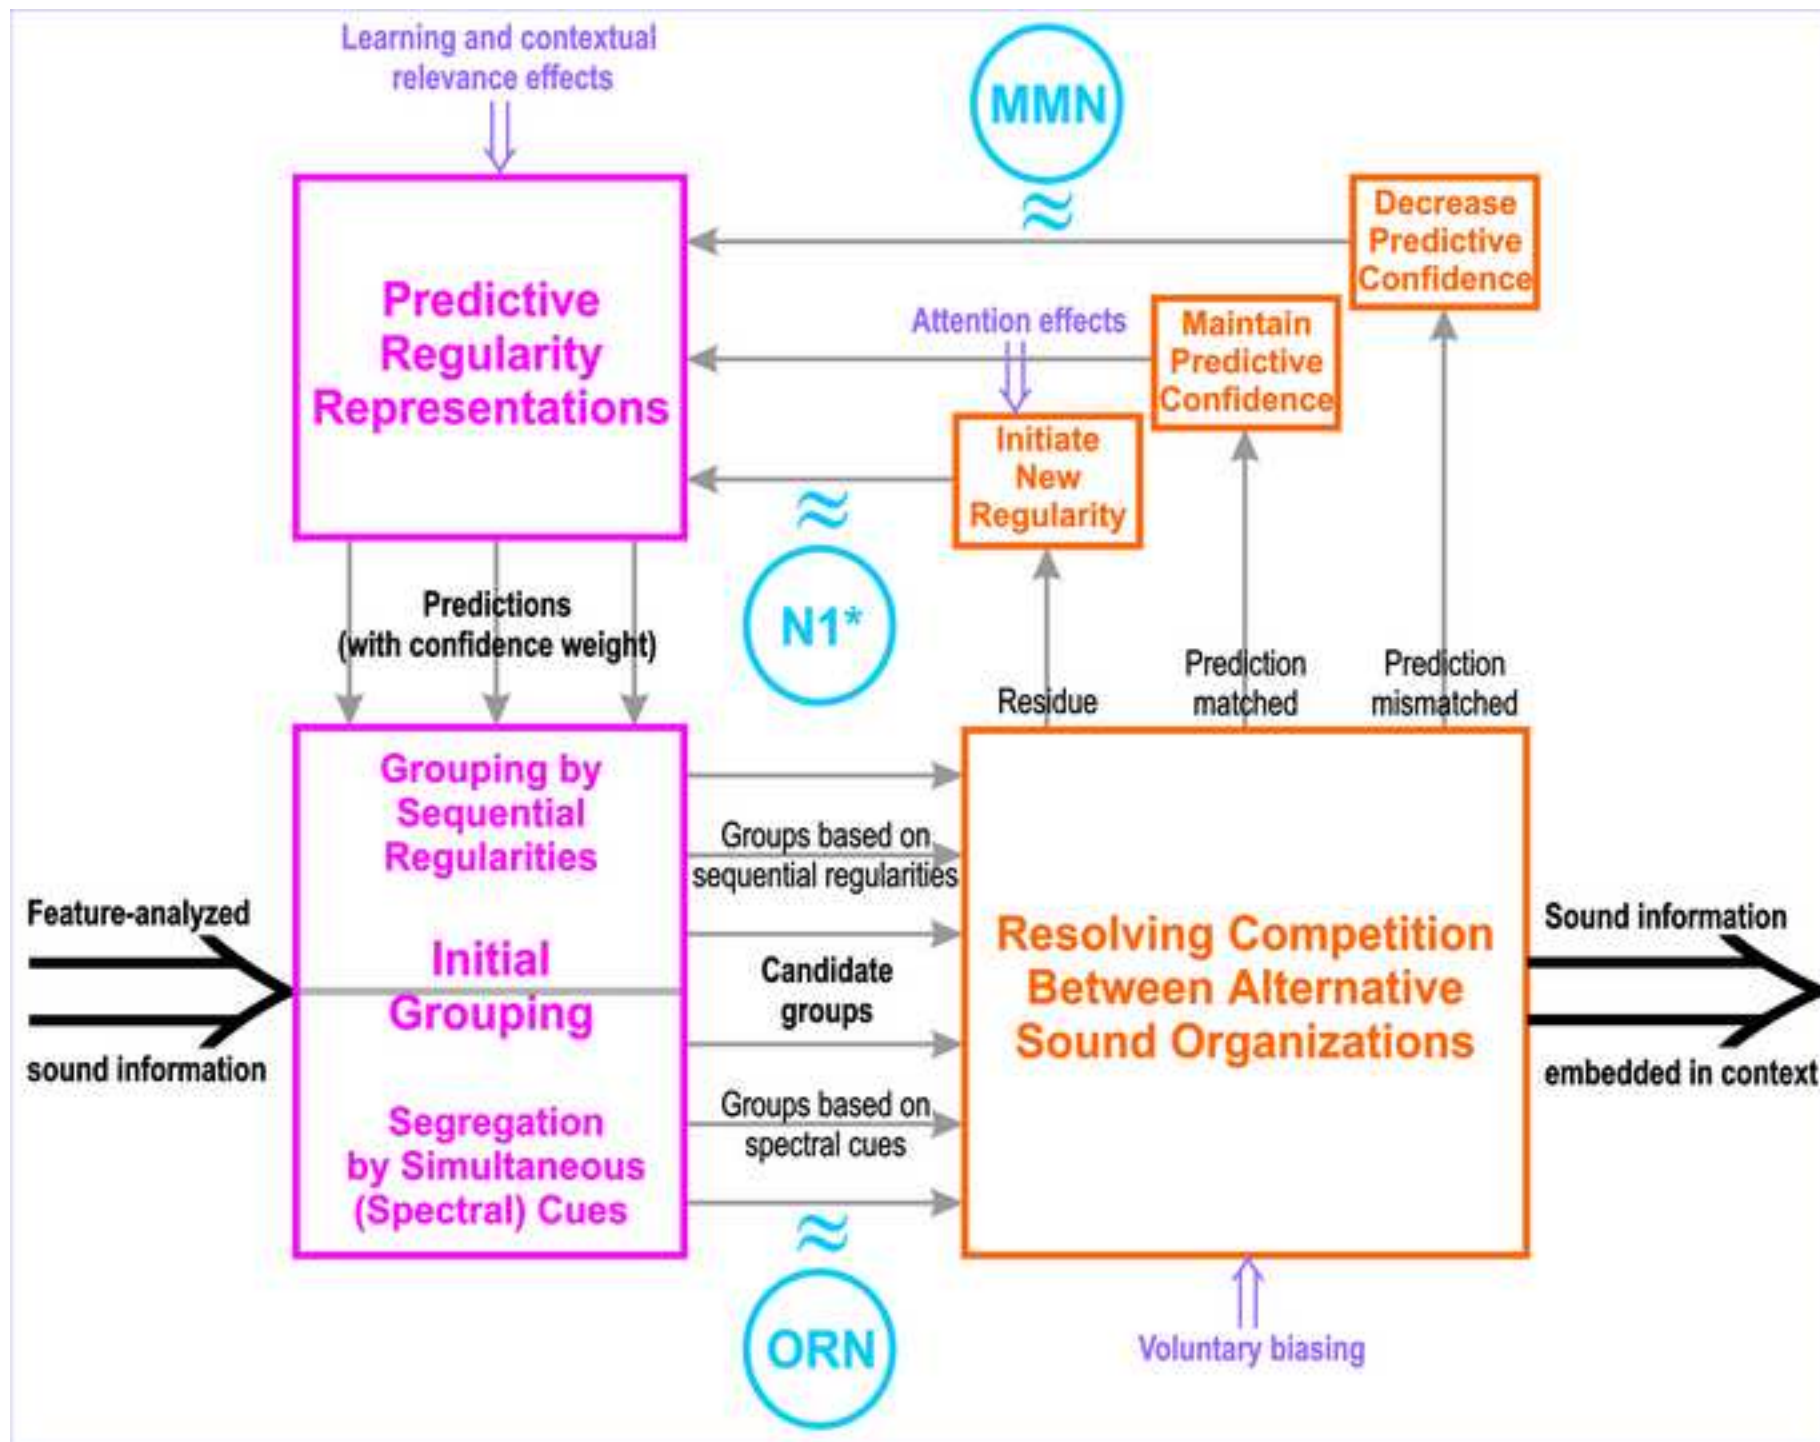 Learning and contextual
relevance effects
MMN
≈
Decrease
Predictive
Confidence
Predictive
Regularity
Representations
Attention effects
Maintain
Predictive
Confidence
Initiate
New
Regularity
≈
N1*
Predictions
(with confidence weight)
Residue
Prediction
matched
Prediction
mismatched
Grouping by
Sequential
Regularities
Groups based on
sequential regularities
Feature-analyzed
sound information
Initial
Grouping
Candidate
groups
Resolving Competition
Between Alternative
Sound Organizations
Sound information
embedded in context
Segregation
by Simultaneous
(Spectral) Cues
Groups based on
spectral cues
≈
ORN
Voluntary biasing